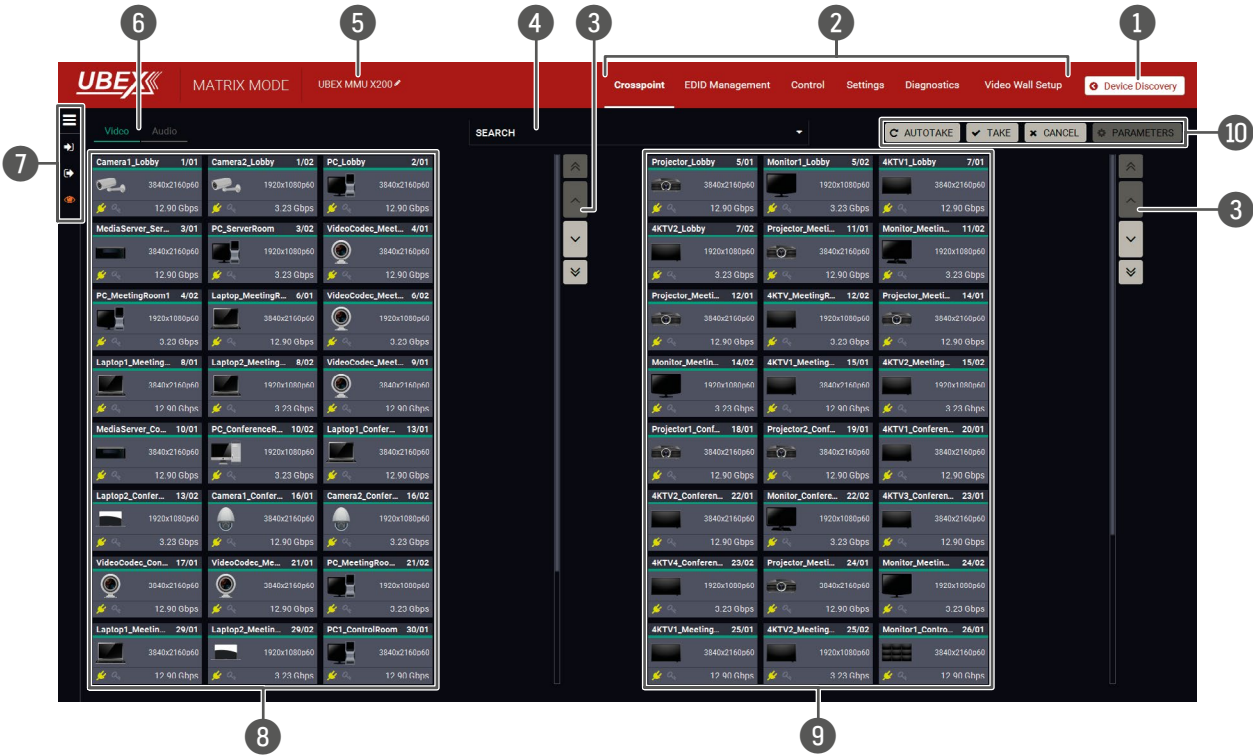 6 5 4 3 2 1
UBEX MATRIX MODE UBEX MMU X200 Crosspoint EDID Management Control Settings Diagnostics Video Wall Setup Device Discovery
7 Video Audio SEARCH AUTOTAKE TAKE CANCEL PARAMETERS 10
Camera1_Lobby 1/01 Camera2_Lobby 1/02 PC_Lobby 2/01 Projector_Lobby 5/01 Monitor1_Lobby 5/02 4KTV1_Lobby 7/01
3840x2160p60 1920x1080p60 3840x2160p60 3840x2160p60 1920x1080p60 3840x2160p60
12.90 Gbps 3.23 Gbps 12.90 Gbps 12.90 Gbps 3.23 Gbps 12.90 Gbps
3
MediaServer_Ser... 3/01 PC_ServerRoom 3/02 VideoCodec_Meet... 4/01 4KTV2_Lobby 7/02 Projector_Meeti... 11/01 Monitor_Meetin... 11/02
3840x2160p60 1920x1080p60 3840x2160p60 1920x1080p60 3840x2160p60 1920x1080p60
12.90 Gbps 3.23 Gbps 12.90 Gbps 3.23 Gbps 12.90 Gbps 3.23 Gbps
PC_MeetingRoom1 4/02 Laptop_MeetingR... 6/01 VideoCodec_Meet... 6/02 Projector_Meeti... 12/01 4KTV_MeetingR... 12/02 Projector_Meeti... 14/01
1920x1080p60 3840x2160p60 1920x1080p60 3840x2160p60 1920x1080p60 3840x2160p60
3.23 Gbps 12.90 Gbps 3.23 Gbps 12.90 Gbps 3.23 Gbps 12.90 Gbps
Laptop1_Meeting... 8/01 Laptop2_Meeting... 8/02 VideoCodec_Meet... 9/01 Monitor_Meetin... 14/02 4KTV1_Meeting... 15/01 4KTV2_Meeting... 15/02
3840x2160p60 1920x1080p60 3840x2160p60 1920x1080p60 3840x2160p60 1920x1080p60
12.90 Gbps 3.23 Gbps 12.90 Gbps 3.23 Gbps 12.90 Gbps 3.23 Gbps
MediaServer_Co... 10/01 PC_ConferenceR... 10/02 Laptop1_Confer... 13/01 Projector1_Conf... 18/01 Projector2_Conf... 19/01 4KTV1_Conferen... 20/01
3840x2160p60 1920x1080p60 3840x2160p60 3840x2160p60 3840x2160p60 3840x2160p60
12.90 Gbps 3.23 Gbps 12.90 Gbps 12.90 Gbps 12.90 Gbps 12.90 Gbps
Laptop2_Confer... 13/02 Camera1_Confer... 16/01 Camera2_Confer... 16/02 4KTV2_Conferen... 22/01 Monitor_Confere... 22/02 4KTV3_Conferen... 23/01
1920x1080p60 3840x2160p60 1920x1080p60 3840x2160p60 1920x1080p60 3840x2160p60
3.23 Gbps 12.90 Gbps 3.23 Gbps 12.90 Gbps 3.23 Gbps 12.90 Gbps
VideoCodec_Con... 17/01 VideoCodec_Me... 21/01 PC_MeetingRoo... 21/02 4KTV4_Conferen... 23/02 Projector_Meeti... 24/01 Monitor_Meetin... 24/02
3840x2160p60 3840x2160p60 1920x1080p60 1920x1080p60 3840x2160p60 1920x1080p60
12.90 Gbps 12.90 Gbps 3.23 Gbps 3.23 Gbps 12.90 Gbps 3.23 Gbps
Laptop1_Meetin... 29/01 Laptop2_Meetin... 29/02 PC1_ControlRoom 30/01 4KTV1_Meeting... 25/01 4KTV2_Meeting... 25/02 Monitor1_Contro... 26/01
3840x2160p60 1920x1080p60 3840x2160p60 3840x2160p60 1920x1080p60 3840x2160p60
12.90 Gbps 3.23 Gbps 12.90 Gbps 12.90 Gbps 3.23 Gbps 12.90 Gbps
8 9